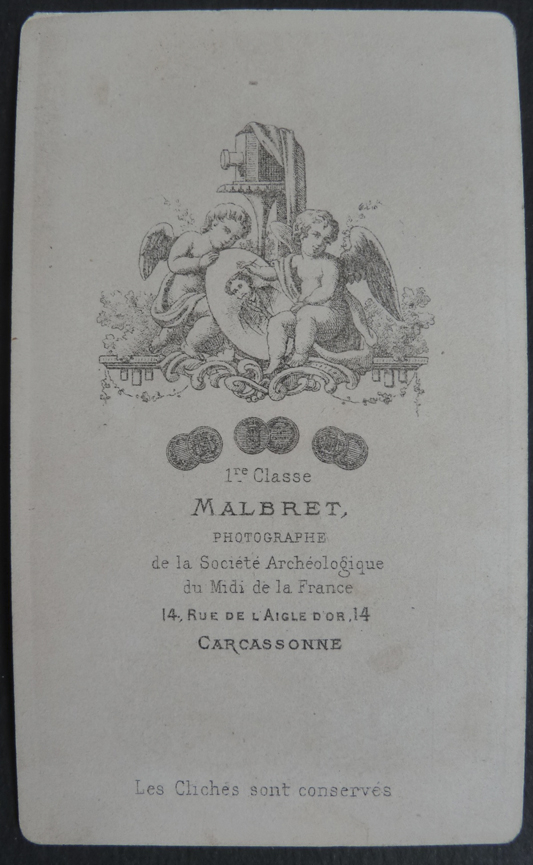 1re Classe
MALBRET,
PHOTOGRAPHE
de la Société Archéologique
du Midi de la France
14, RUE DE L'AIGLE D'OR, 14
CARCASSONNE
Les Clichés sont conservés